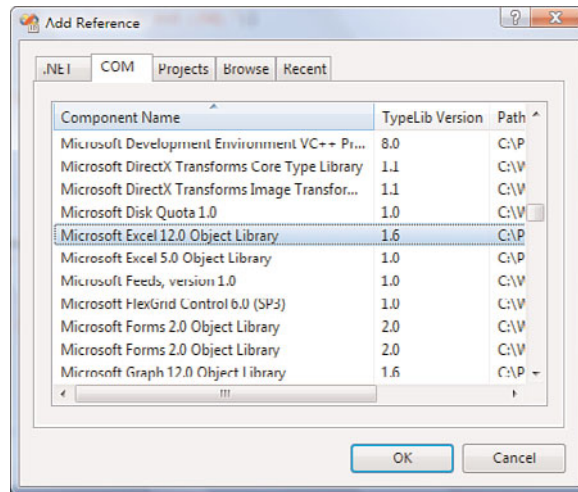 Add Reference
.NET COM Projects Browse Recent
Component Name TypeLib Version Path
Microsoft Development Environment VC++ Pr... 8.0 C:\P
Microsoft DirectX Transforms Core Type Library 1.1 C:\W
Microsoft DirectX Transforms Image Transfor... 1.1 C:\W
Microsoft Disk Quota 1.0 1.0 C:\W
Microsoft Excel 12.0 Object Library 1.6 C:\P
Microsoft Excel 5.0 Object Library 1.0 C:\P
Microsoft Feeds, version 1.0 1.0 C:\W
Microsoft FlexGrid Control 6.0 (SP3) 1.0 C:\W
Microsoft Forms 2.0 Object Library 2.0 C:\W
Microsoft Forms 2.0 Object Library 2.0 C:\W
Microsoft Graph 12.0 Object Library 1.6 C:\P
OK Cancel